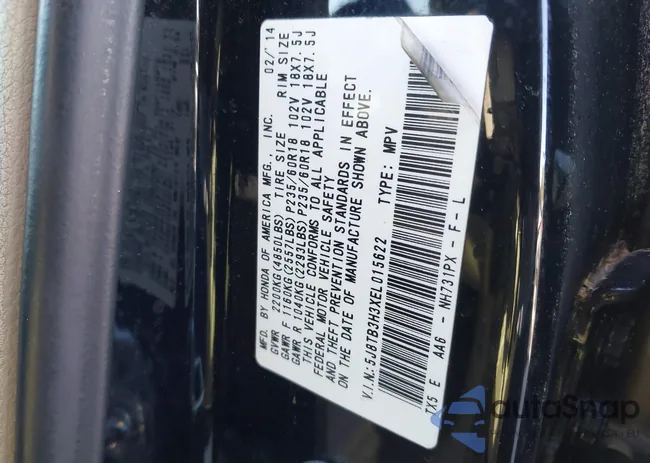 MFD. BY HONDA OF AMERICA MFG., INC. 02/'14
GVWR 2200KG(4850LBS) TIRE SIZE RIM SIZE
GAWR F 1160KG(2557LBS) P235/60R18 102V 18X7.5J
GAWR R 1040KG(2293LBS) P235/60R18 102V 18X7.5J
THIS VEHICLE CONFORMS TO ALL APPLICABLE
FEDERAL MOTOR VEHICLE SAFETY
AND THEFT PREVENTION STANDARDS IN EFFECT
ON THE DATE OF MANUFACTURE SHOWN ABOVE.
V.I.N: 5J8TB3H3XEL015622 TYPE: MPV
TX5 E AA6 - NH731PX - F - L
autoSnap